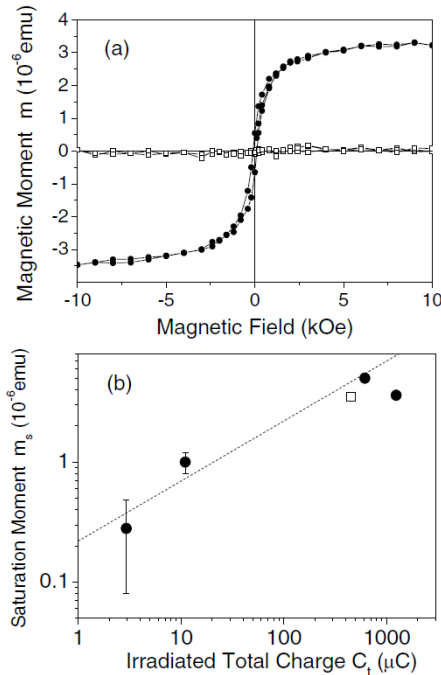 (a)
Magnetic Moment m (10⁻⁶emu)
4
3
2
1
0
-1
-2
-3
-10 -5 0 5 10
Magnetic Field (kOe)
(b)
Saturation Moment mₛ (10⁻⁶emu)
1
0.1
1 10 100 1000
Irradiated Total Charge Cₜ (μC)